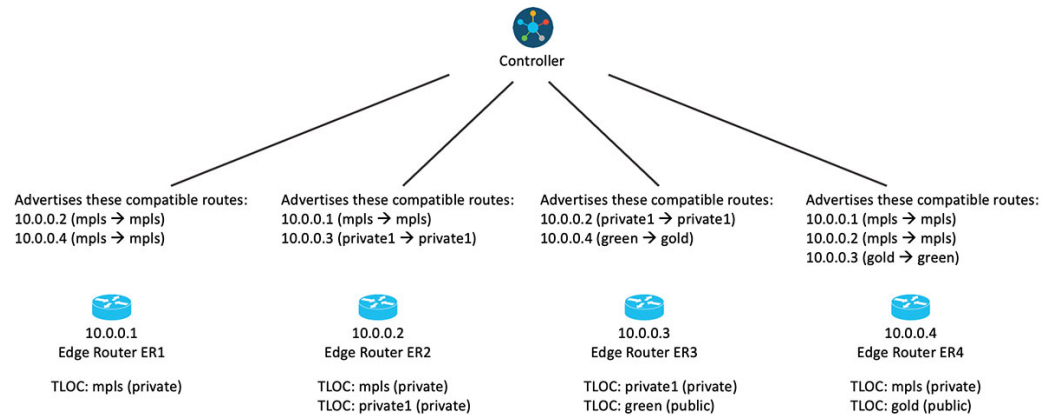 Controller
Advertises these compatible routes:
10.0.0.2 (mpls → mpls)
10.0.0.4 (mpls → mpls)
Advertises these compatible routes:
10.0.0.1 (mpls → mpls)
10.0.0.3 (private1 → private1)
Advertises these compatible routes:
10.0.0.2 (private1 → private1)
10.0.0.4 (green → gold)
Advertises these compatible routes:
10.0.0.1 (mpls → mpls)
10.0.0.2 (mpls → mpls)
10.0.0.3 (gold → green)
10.0.0.1
Edge Router ER1
TLOC: mpls (private)
10.0.0.2
Edge Router ER2
TLOC: mpls (private)
TLOC: private1 (private)
10.0.0.3
Edge Router ER3
TLOC: private1 (private)
TLOC: green (public)
10.0.0.4
Edge Router ER4
TLOC: mpls (private)
TLOC: gold (public)